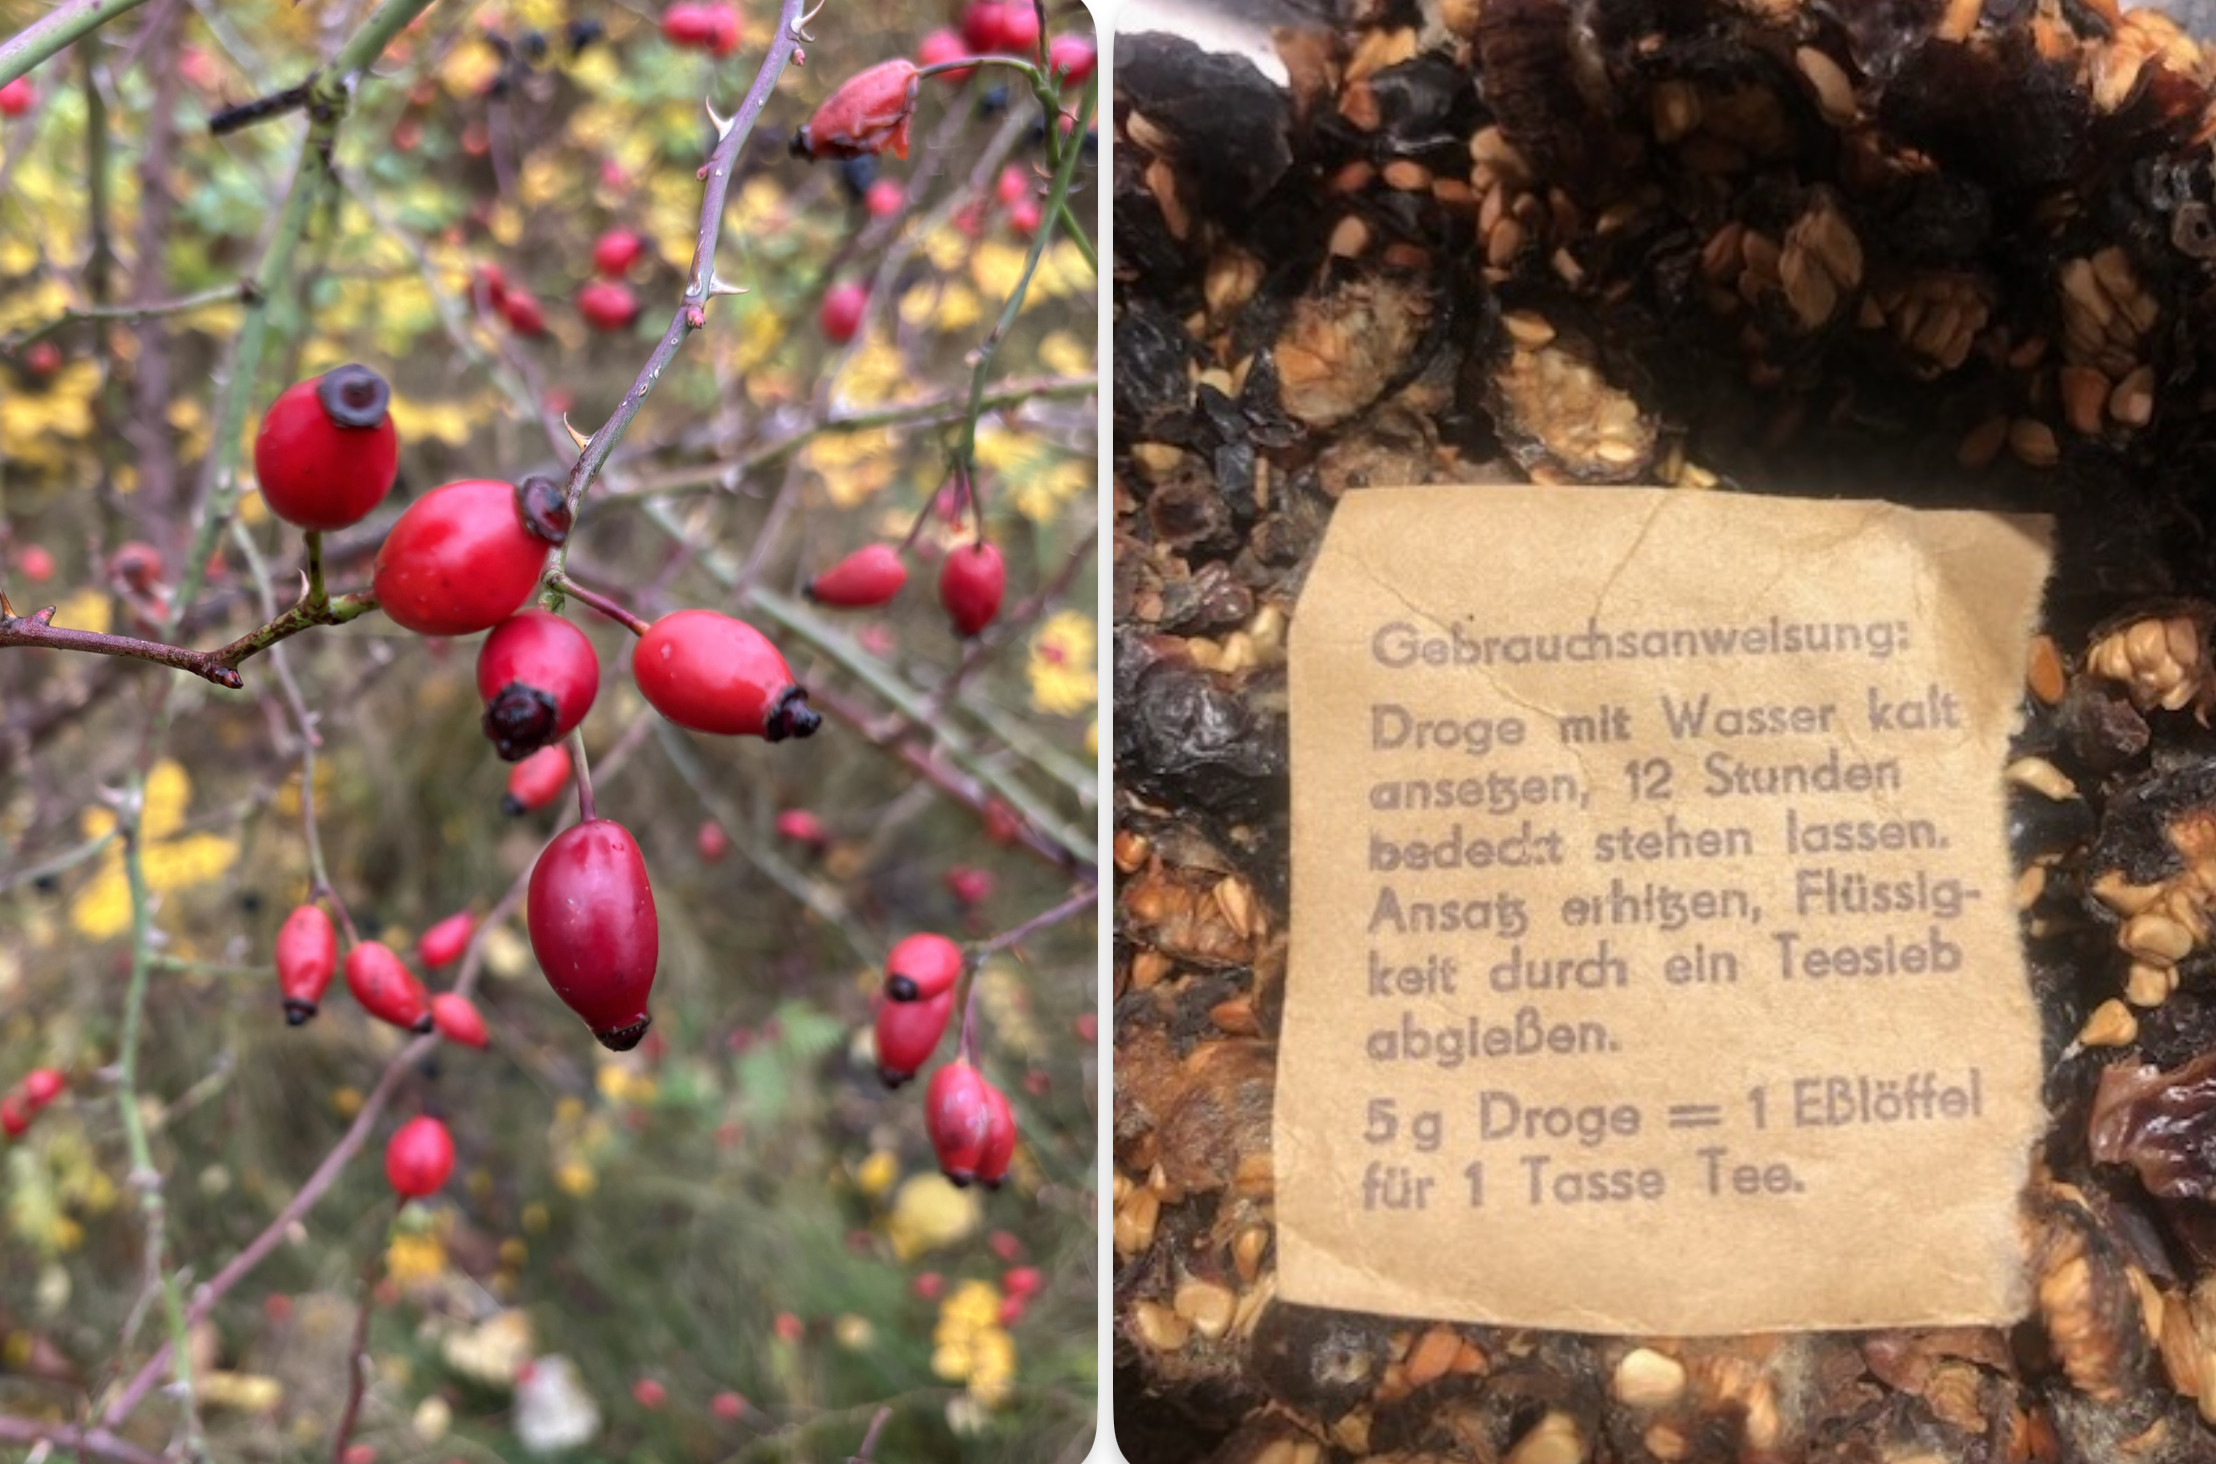 Gebrauchsanweisung:
Droge mit Wasser kalt
ansetzen, 12 Stunden
bedeckt stehen lassen.
Ansatz erhitzen, Flüssig-
keit durch ein Teesieb
abgießen.
5 g Droge = 1 Eßlöffel
für 1 Tasse Tee.